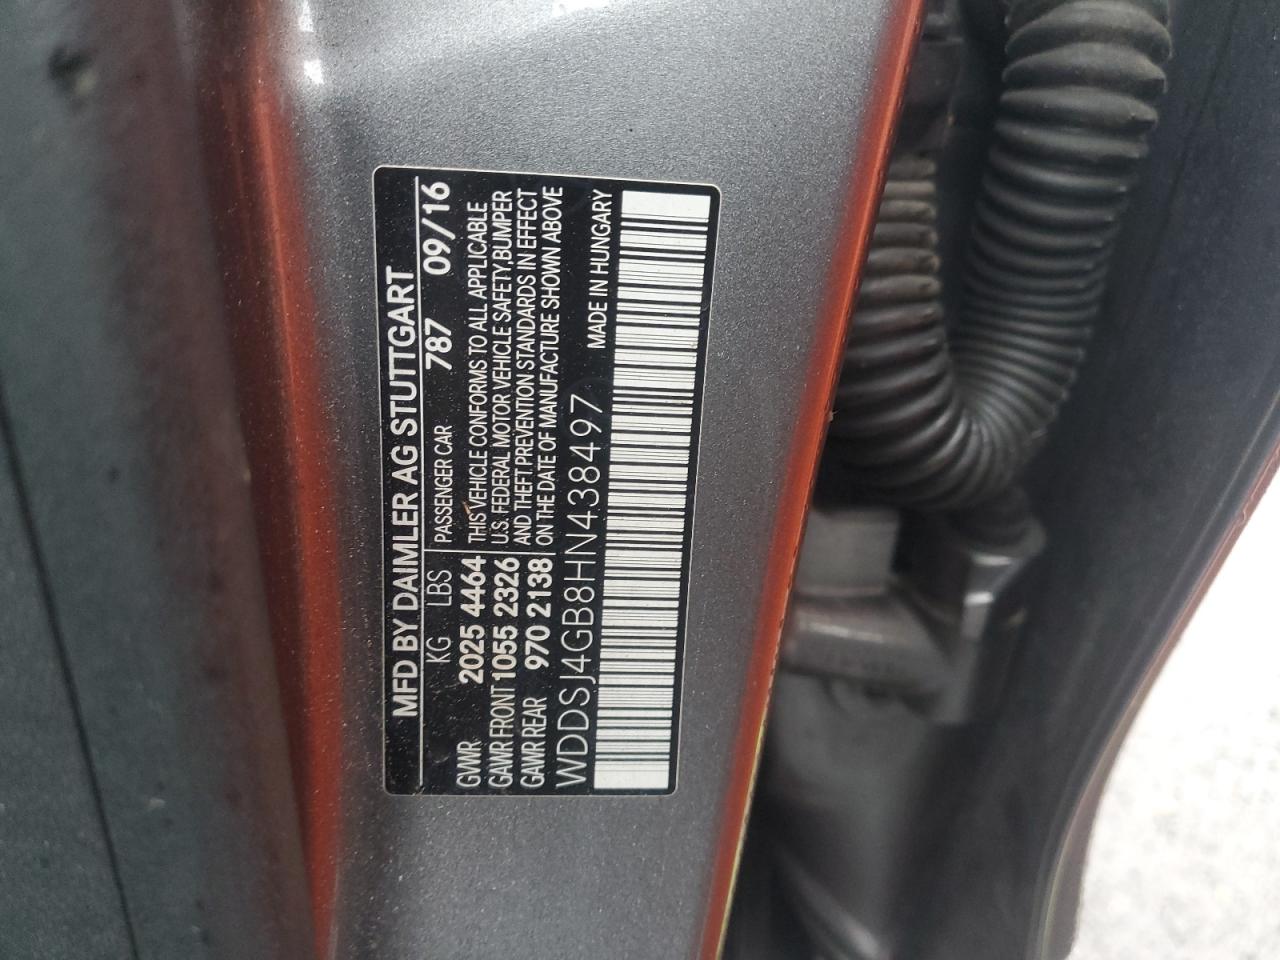 MFD BY DAIMLER AG STUTTGART
KG LBS PASSENGER CAR 787 09/16
GVWR 2025 4464 THIS VEHICLE CONFORMS TO ALL APPLICABLE
GAWR FRONT 1055 2326 U.S. FEDERAL MOTOR VEHICLE SAFETY,BUMPER
GAWR REAR 970 2138 AND THEFT PREVENTION STANDARDS IN EFFECT
ON THE DATE OF MANUFACTURE SHOWN ABOVE
WDDSJ4GB8HN438497 MADE IN HUNGARY